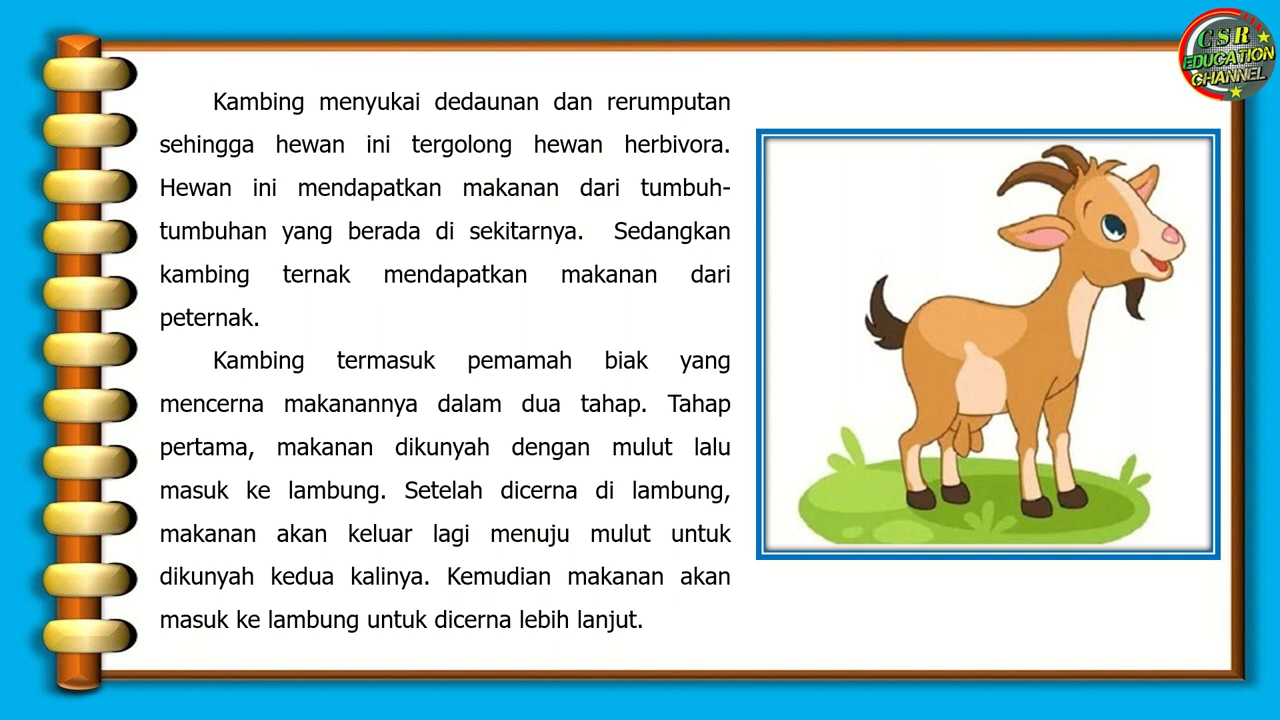 CSR
EDUCATION
CHANNEL
Kambing menyukai dedaunan dan rerumputan
sehingga hewan ini tergolong hewan herbivora.
Hewan ini mendapatkan makanan dari tumbuh-
tumbuhan yang berada di sekitarnya. Sedangkan
kambing ternak mendapatkan makanan dari
peternak.
Kambing termasuk pemamah biak yang
mencerna makanannya dalam dua tahap. Tahap
pertama, makanan dikunyah dengan mulut lalu
masuk ke lambung. Setelah dicerna di lambung,
makanan akan keluar lagi menuju mulut untuk
dikunyah kedua kalinya. Kemudian makanan akan
masuk ke lambung untuk dicerna lebih lanjut.